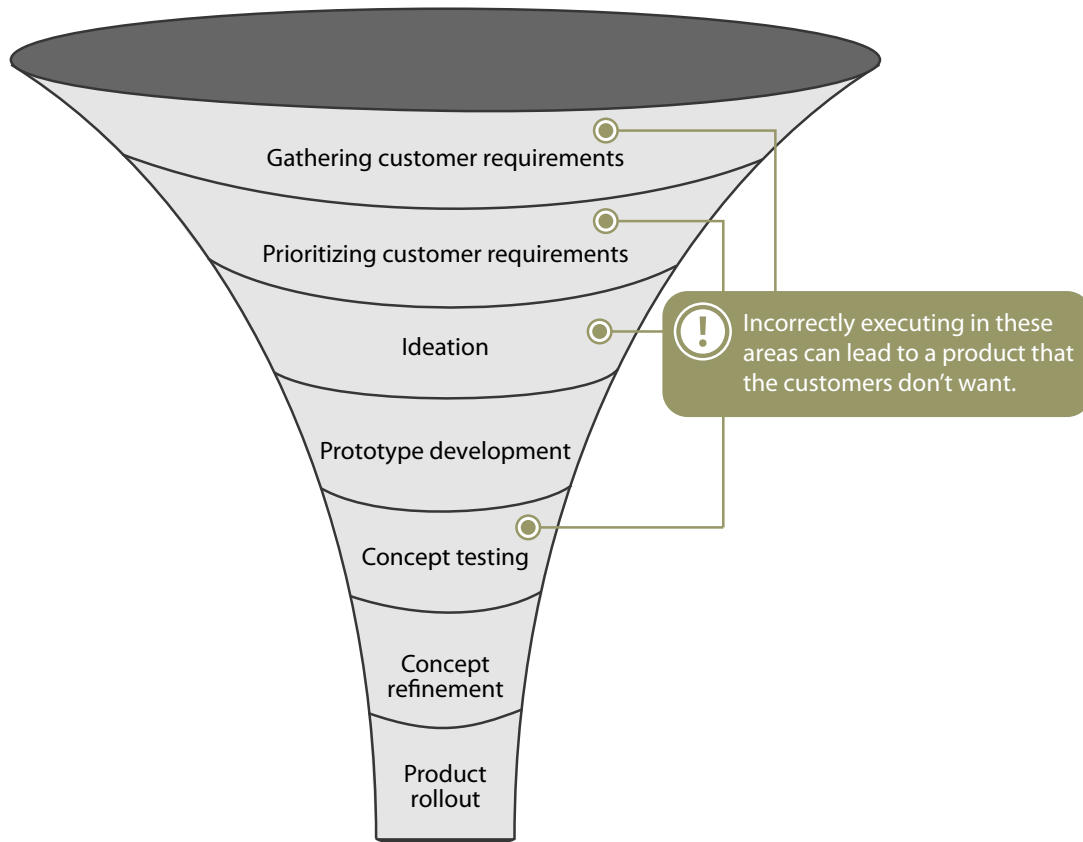 Gathering customer requirements
Prioritizing customer requirements
Ideation
Prototype development
Concept testing
Concept
refinement
Product
rollout
!
Incorrectly executing in these
areas can lead to a product that
the customers don’t want.